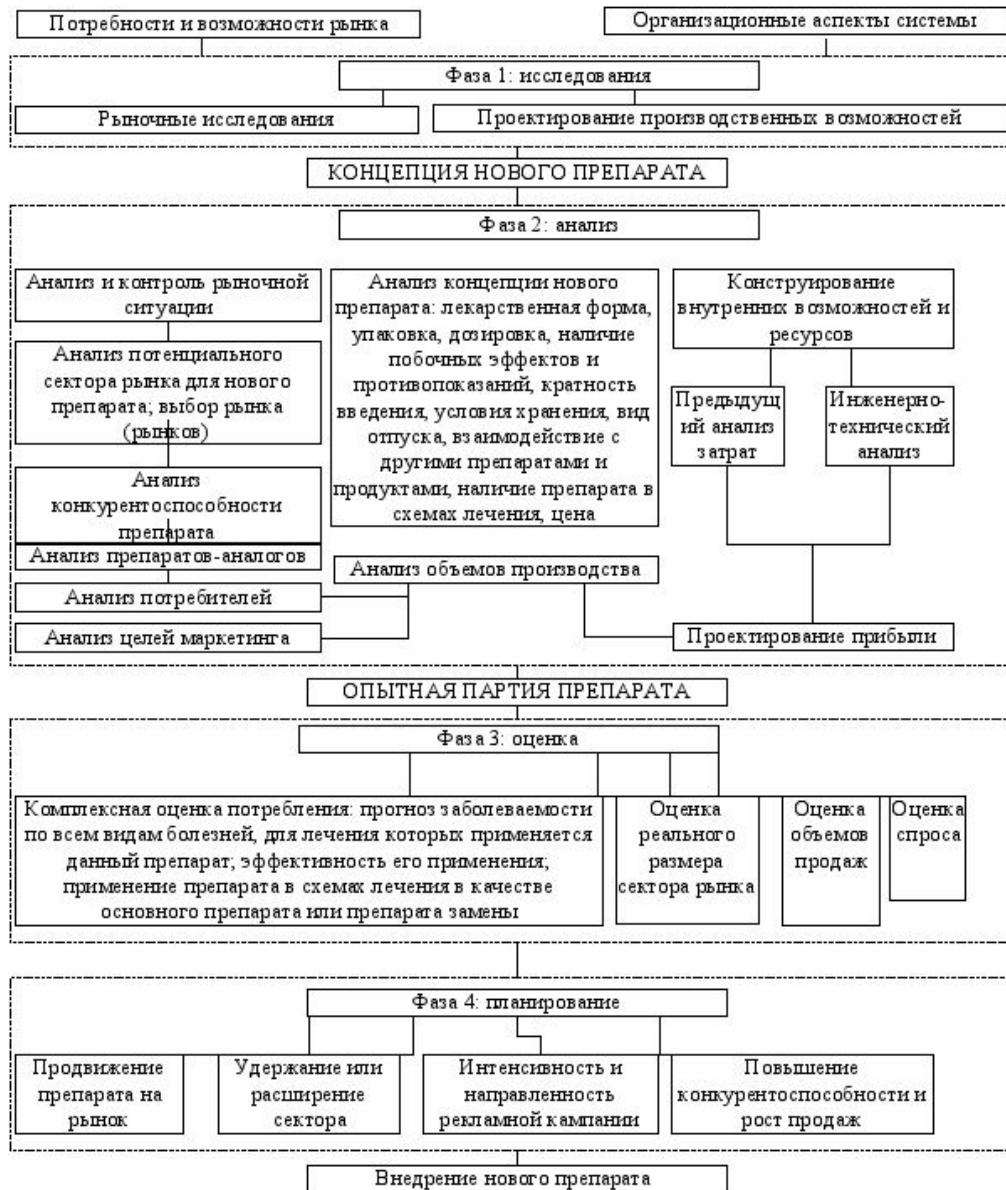 Потребности и возможности рынка
Организационные аспекты системы
Фаза 1: исследования
Рыночные исследования
Проектирование производственных возможностей
КОНЦЕПЦИЯ НОВОГО ПРЕПАРАТА
Фаза 2: анализ
Анализ и контроль рыночной
ситуации
Анализ потенциального
сектора рынка для нового
препарата; выбор рынка
(рынков)
Анализ
конкурентоспособности
препарата
Анализ препаратов-аналогов
Анализ потребителей
Анализ целей маркетинга
Анализ концепции нового
препарата: лекарственная форма,
упаковка, дозировка, наличие
побочных эффектов и
противопоказаний, кратность
введения, условия хранения, вид
отпуска, взаимодействие с
другими препаратами и
продуктами, наличие препарата в
схемах лечения, цена
Анализ объемов производства
Конструирование
внутренних возможностей и
ресурсов
Предыдущ
ий анализ
затрат
Инженерно-
технический
анализ
Проектирование прибыли
ОПЫТНАЯ ПАРТИЯ ПРЕПАРАТА
Фаза 3: оценка
Комплексная оценка потребления: прогноз заболеваемости
по всем видам болезней, для лечения которых применяется
данный препарат; эффективность его применения;
применение препарата в схемах лечения в качестве
основного препарата или препарата замены
Оценка
реального
размера
сектора рынка
Оценка
объемов
продаж
Оценка
спроса
Фаза 4: планирование
Продвижение
препарата на
рынок
Удержание или
расширение
сектора
Интенсивность и
направленность
рекламной кампании
Повышение
конкурентоспособности и
рост продаж
Внедрение нового препарата